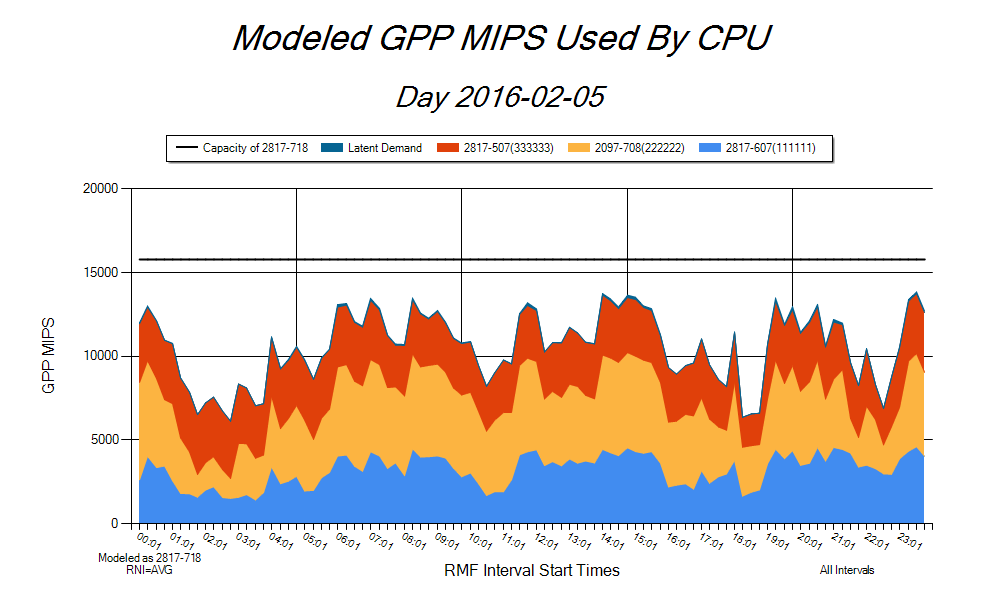 Modeled GPP MIPS Used By CPU
Day 2016-02-05
Capacity of 2817-718 Latent Demand 2817-507(333333) 2097-708(222222) 2817-607(111111)
20000
15000
10000
5000
0
GPP MIPS
00:01 01:01 02:01 03:01 04:01 05:01 06:01 07:01 08:01 09:01 10:01 11:01 12:01 13:01 14:01 15:01 16:01 17:01 18:01 19:01 20:01 21:01 22:01 23:01
Modeled as 2817-718
RNI=AVG
RMF Interval Start Times
All Intervals